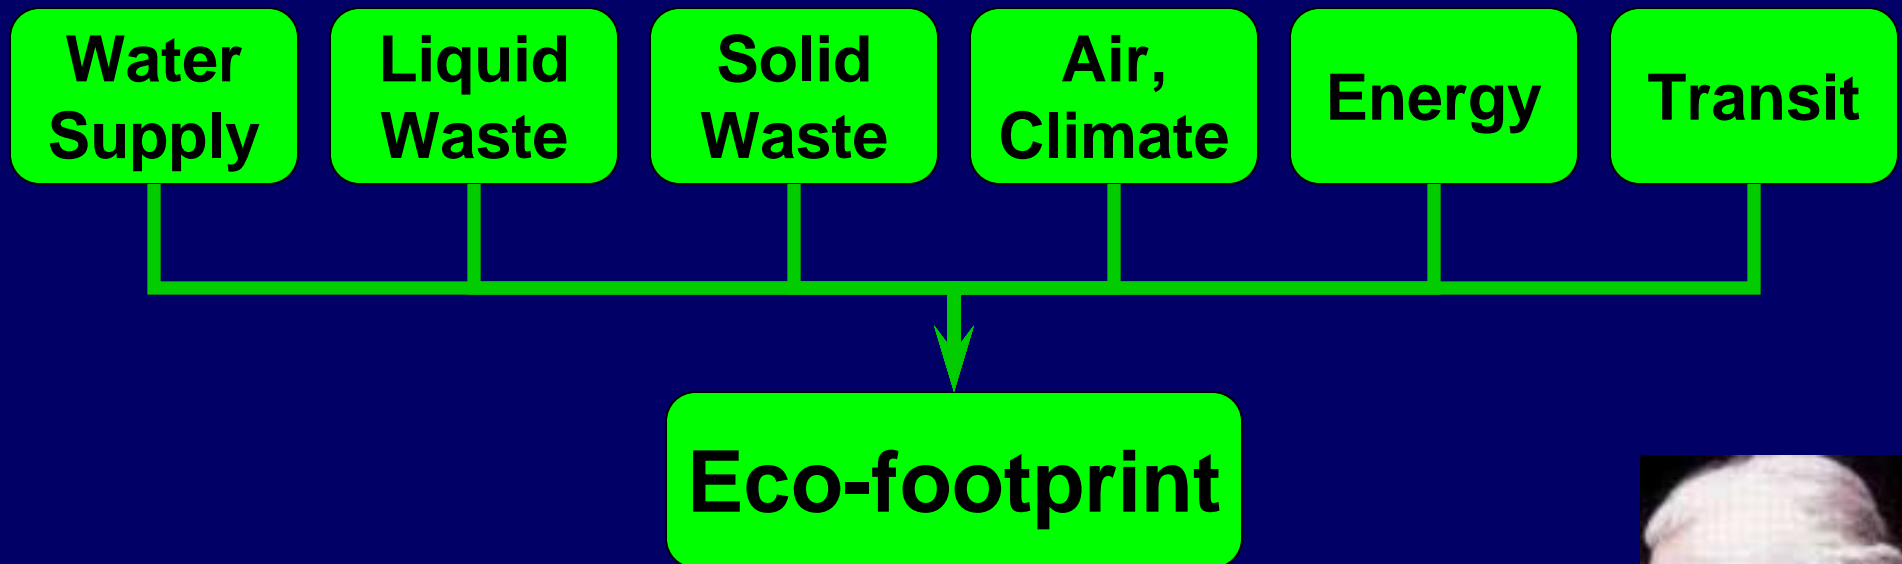 Water
Supply
Liquid
Waste
Solid
Waste
Air,
Climate
Energy
Transit
Eco-footprint